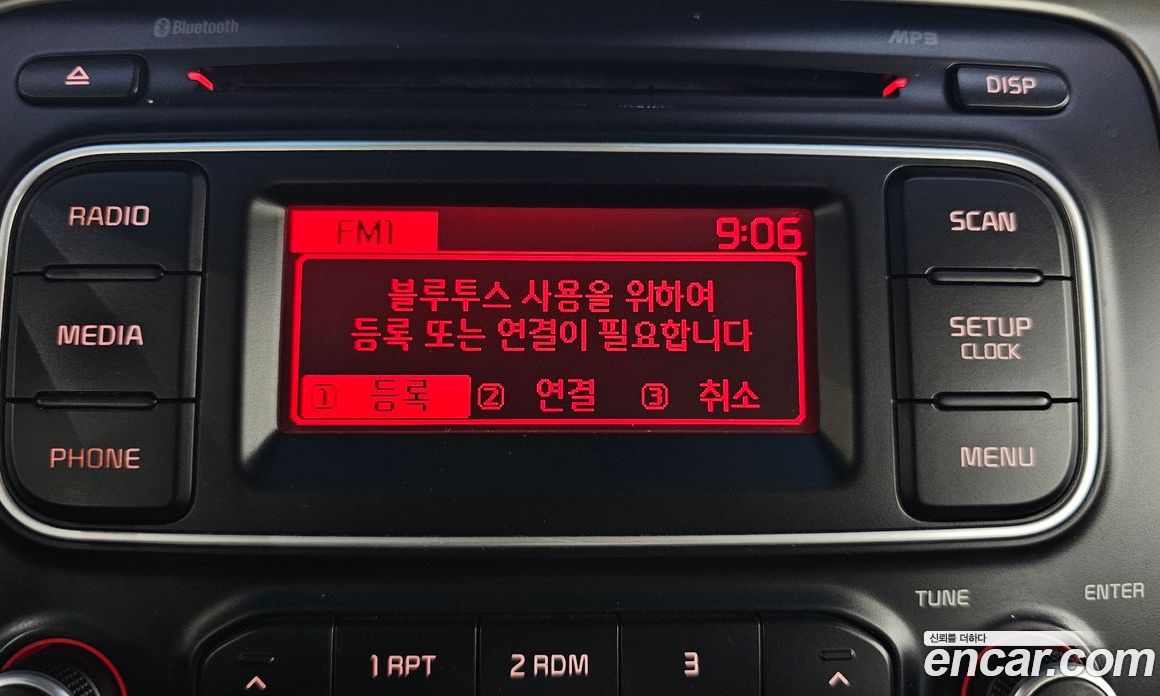 Bluetooth
MP3
DISP
RADIO
FM1
9:06
SCAN
블루투스 사용을 위하여
등록 또는 연결이 필요합니다
MEDIA
SETUP
CLOCK
① 등록 ② 연결 ③ 취소
PHONE
MENU
TUNE
ENTER
1 RPT
2 RDM
3
신뢰를 더하다
encar.com